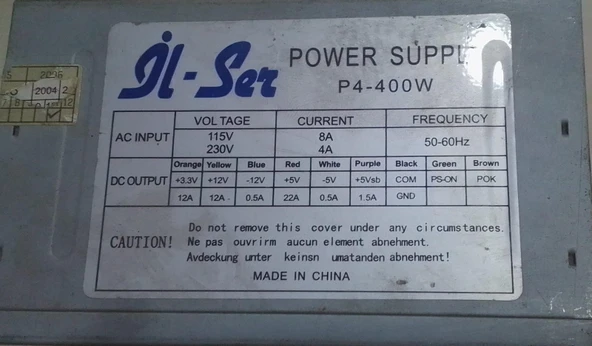 İl-Ser POWER SUPPL
P4-400W
VOLTAGE CURRENT FREQUENCY
AC INPUT 115V 8A 50-60Hz
230V 4A
Orange Yellow Blue Red White Purple Black Green Brown
DC OUTPUT +3.3V +12V -12V +5V -5V +5Vsb COM PS-ON POK
12A 12A 0.5A 22A 0.5A 1.5A GND
CAUTION! Do not remove this cover under any circumstances.
Ne pas ouvrirm aucun element abnehment.
Avdeckung unter keinsn umatanden abnehment!
MADE IN CHINA
2004 2